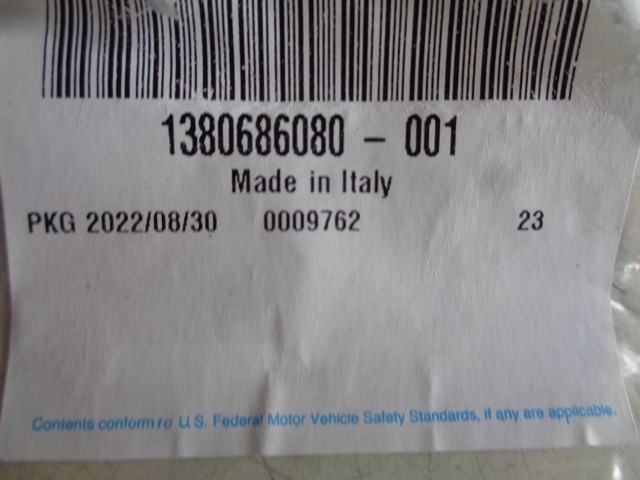 1380686080 - 001
Made in Italy
PKG 2022/08/30 0009762 23
Contents conform to U.S. Federal Motor Vehicle Safety Standards, if any are applicable.